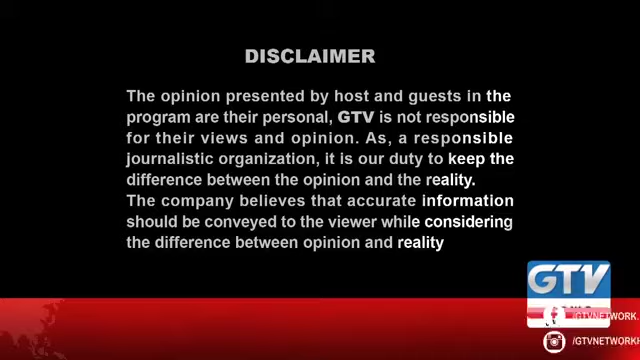 DISCLAIMER
The opinion presented by host and guests in the
program are their personal, GTV is not responsible
for their views and opinion. As, a responsible
journalistic organization, it is our duty to keep the
difference between the opinion and the reality.
The company believes that accurate information
should be conveyed to the viewer while considering
the difference between opinion and reality
GTV
/GTVNETWORK.
/GTVNETWORKH